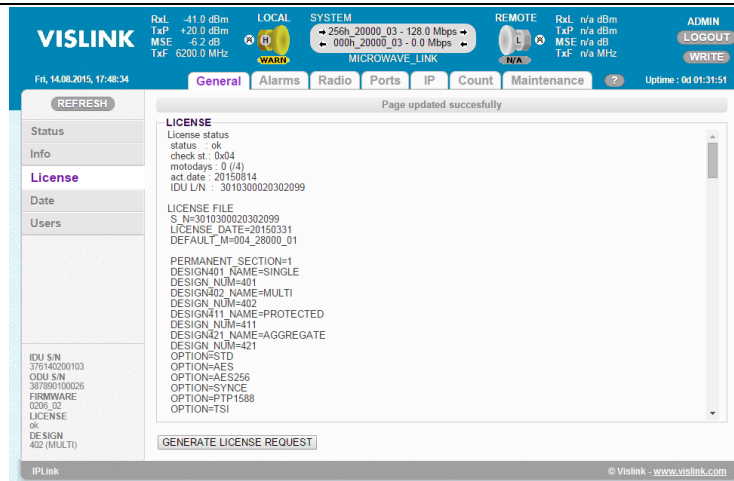 VISLINK
RxL -41.0 dBm
TxP +20.0 dBm
MSE -6.2 dB
TxF 6200.0 MHz
LOCAL
H
WARN
SYSTEM
256h_20000_03 - 128.0 Mbps
000h_20000_03 - 0.0 Mbps
MICROWAVE_LINK
REMOTE
L
N/A
RxL n/a dBm
TxP n/a dBm
MSE n/a dB
TxF n/a MHz
ADMIN
LOGOUT
WRITE
Fri, 14.08.2015, 17:48:34
General Alarms Radio Ports IP Count Maintenance ?
Uptime : 0d 01:31:51
REFRESH
Page updated succesfully
Status
Info
License
Date
Users
LICENSE
License status
status : ok
check st.: 0x04
motodays : 0 (/4)
act.date : 20150814
IDU L/N : 3010300020302099
LICENSE FILE
S_N=3010300020302099
LICENSE_DATE=20150331
DEFAULT_M=004_28000_01
PERMANENT_SECTION=1
DESIGN401_NAME=SINGLE
DESIGN_NUM=401
DESIGN402_NAME=MULTI
DESIGN_NUM=402
DESIGN411_NAME=PROTECTED
DESIGN_NUM=411
DESIGN421_NAME=AGGREGATE
DESIGN_NUM=421
OPTION=STD
OPTION=AES
OPTION=AES256
OPTION=SYNCE
OPTION=PTP1588
OPTION=TSI
IDU S/N
376140200103
ODU S/N
387890100026
FIRMWARE
0206_02
LICENSE
ok
DESIGN
402 (MULTI)
GENERATE LICENSE REQUEST
IPLink
© Vislink - www.vislink.com